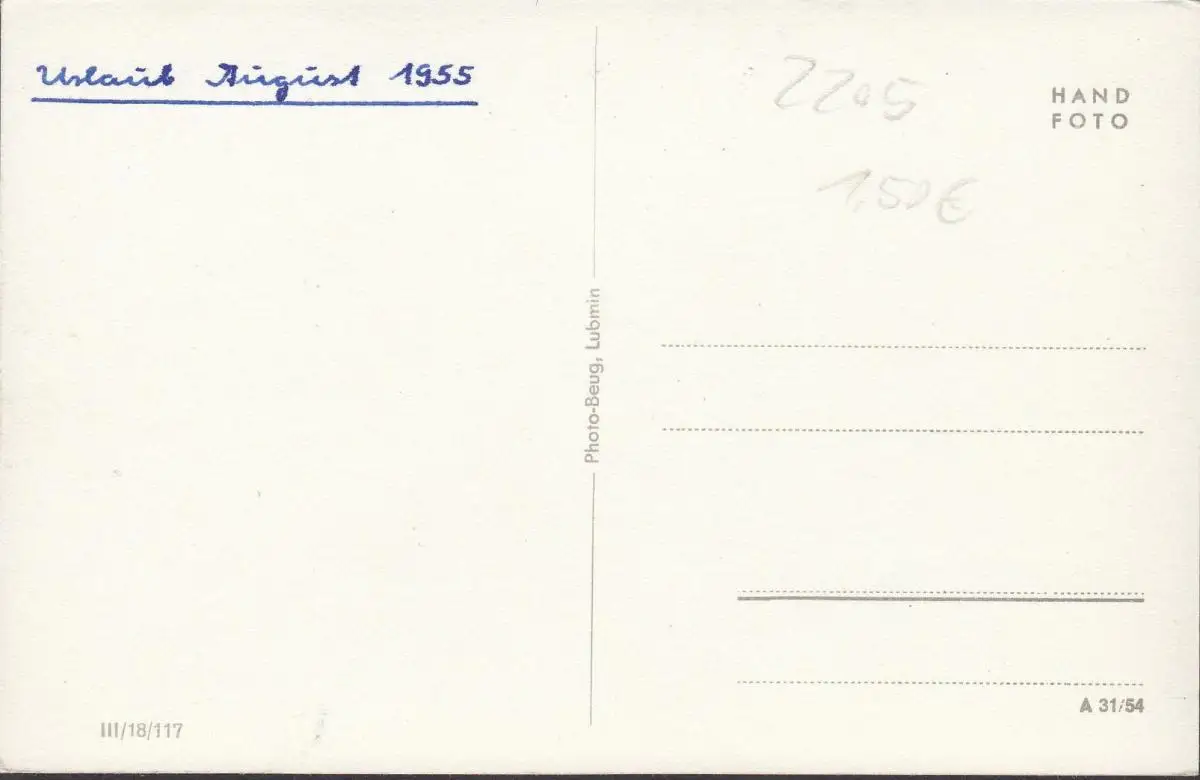 Urlaub August 1955
2205
HAND
FOTO
1,50€
Photo-Beug, Lubmin
A 31/54
III/18/117